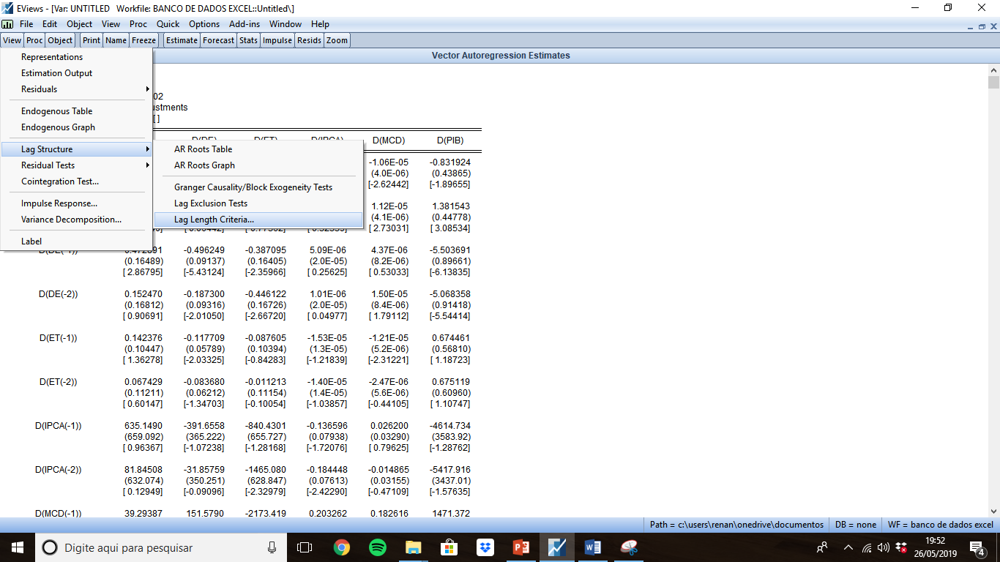 EViews - [Var: UNTITLED   Workfile: BANCO DE DADOS EXCEL::Untitled\]
File Edit Object View Proc Quick Options Add-ins Window Help
View Proc Object Print Name Freeze Estimate Forecast Stats Impulse Resids Zoom
Vector Autoregression Estimates
Representations
Estimation Output
Residuals
Endogenous Table
Endogenous Graph
Lag Structure
Residual Tests
Cointegration Test...
Impulse Response...
Variance Decomposition...
Label
AR Roots Table
AR Roots Graph
Granger Causality/Block Exogeneity Tests
Lag Exclusion Tests
Lag Length Criteria...
02
ustments
[ ]
D(MCD) D(PIB)
-1.06E-05 -0.831924
(4.0E-06) (0.43865)
[-2.62442] [-1.89655]
1.12E-05 1.381543
(4.1E-06) (0.44778)
[ 2.73031] [ 3.08534]
-0.496249 -0.387095 5.09E-06 4.37E-06 -5.503691
(0.16489) (0.09137) (0.16405) (2.0E-05) (8.2E-06) (0.89661)
[ 2.86795] [-5.43124] [-2.35966] [ 0.25625] [ 0.53033] [-6.13835]
D(DE(-2)) 0.152470 -0.187300 -0.446122 1.01E-06 1.50E-05 -5.068358
(0.16812) (0.09316) (0.16726) (2.0E-05) (8.4E-06) (0.91418)
[ 0.90691] [-2.01050] [-2.66720] [ 0.04977] [ 1.79112] [-5.54414]
D(ET(-1)) 0.142376 -0.117709 -0.087605 -1.53E-05 -1.21E-05 0.674461
(0.10447) (0.05789) (0.10394) (1.3E-05) (5.2E-06) (0.56810)
[ 1.36278] [-2.03325] [-0.84283] [-1.21839] [-2.31221] [ 1.18723]
D(ET(-2)) 0.067429 -0.083680 -0.011213 -1.40E-05 -2.47E-06 0.675119
(0.11211) (0.06212) (0.11154) (1.4E-05) (5.6E-06) (0.60960)
[ 0.60147] [-1.34703] [-0.10054] [-1.03857] [-0.44105] [ 1.10747]
D(IPCA(-1)) 635.1490 -391.6558 -840.4301 -0.136596 0.026200 -4614.734
(659.092) (365.222) (655.727) (0.07938) (0.03290) (3583.92)
[ 0.96367] [-1.07238] [-1.28168] [-1.72076] [ 0.79625] [-1.28762]
D(IPCA(-2)) 81.84508 -31.85759 -1465.080 -0.184448 -0.014865 -5417.916
(632.074) (350.251) (628.847) (0.07613) (0.03155) (3437.01)
[ 0.12949] [-0.09096] [-2.32979] [-2.42290] [-0.47109] [-1.57635]
D(MCD(-1)) 39.29387 151.5790 -2173.419 0.203262 0.182616 1471.372
Path = c:\users\renan\onedrive\documentos DB = none WF = banco de dados excel
Digite aqui para pesquisar
19:52
26/05/2019
4